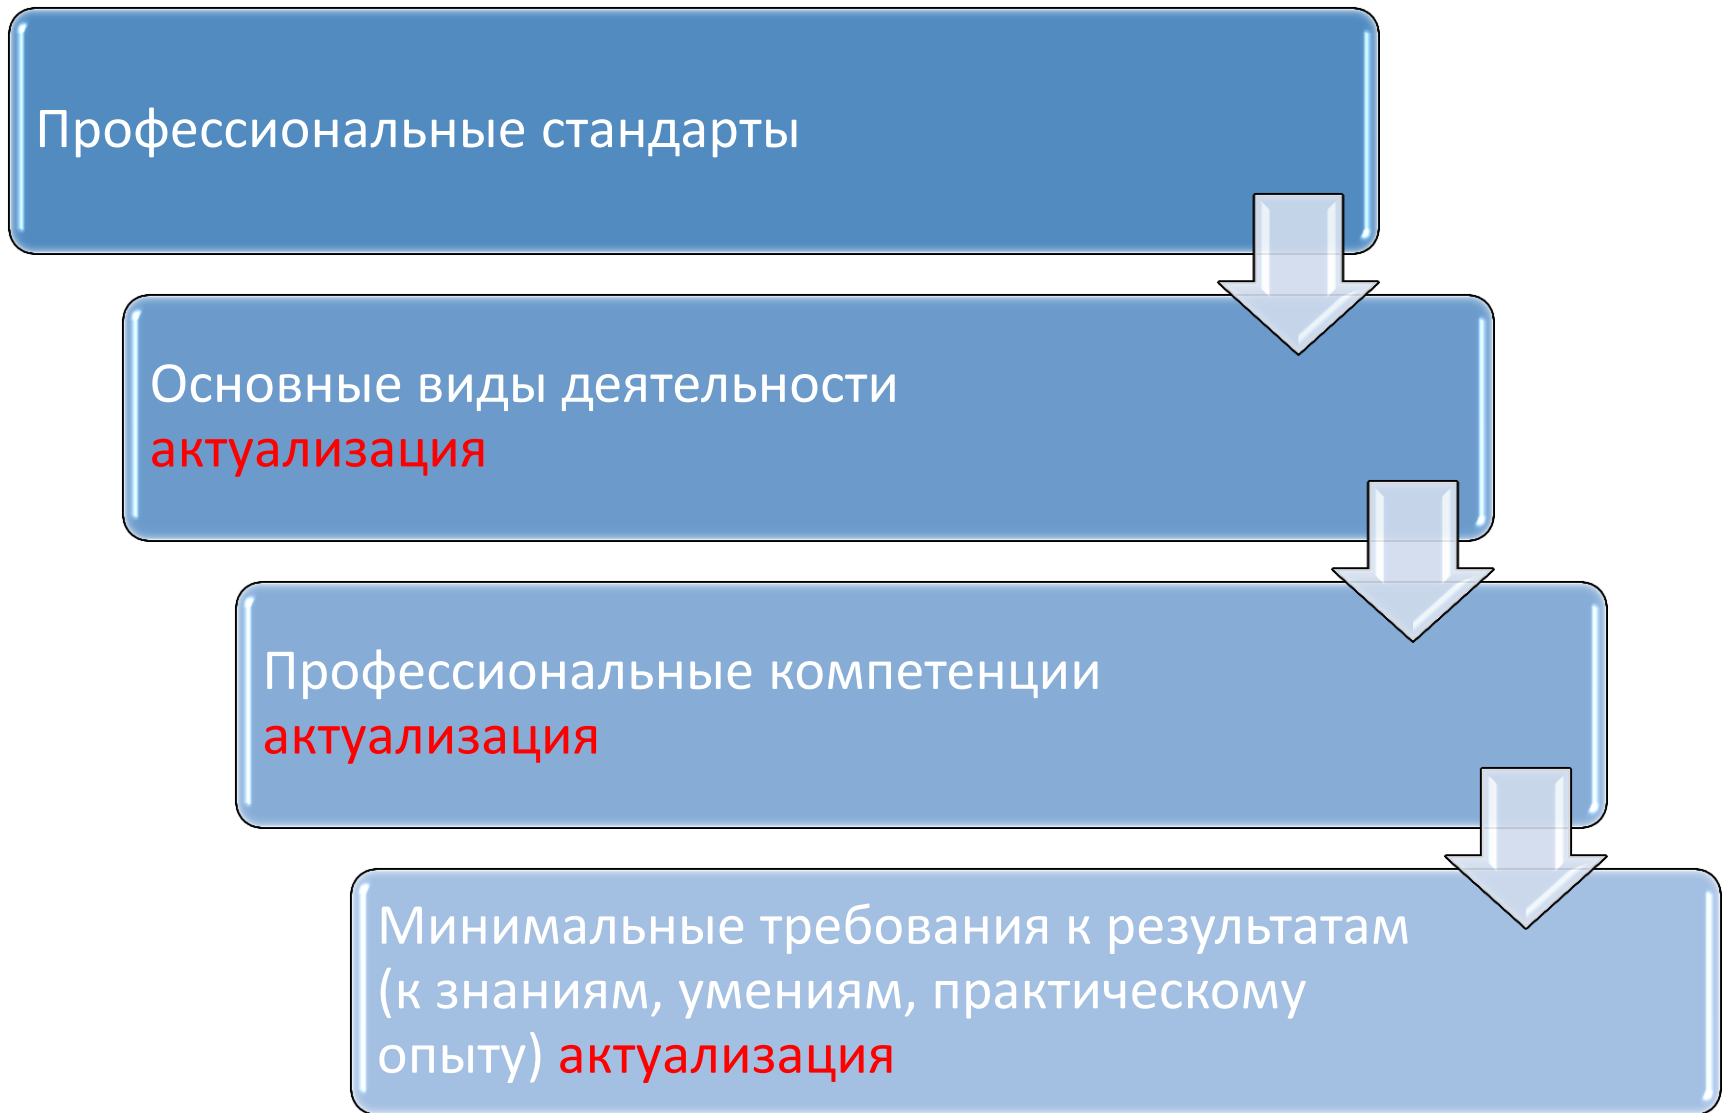 Профессиональные стандарты
Основные виды деятельности
актуализация
Профессиональные компетенции
актуализация
Минимальные требования к результатам
(к знаниям, умениям, практическому
опыту) актуализация